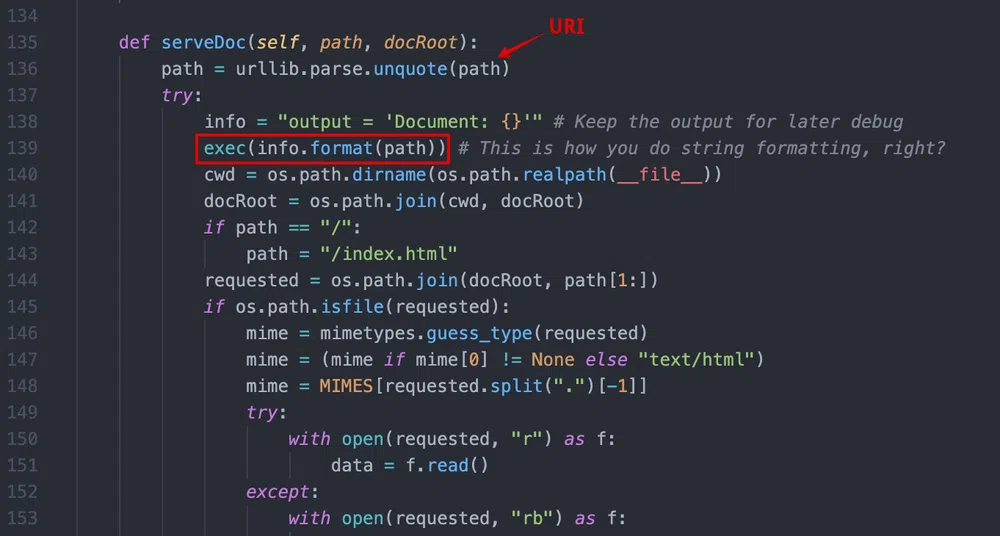 134
URI
135 def serveDoc(self, path, docRoot):
136 path = urllib.parse.unquote(path)
137 try:
138 info = "output = 'Document: {}'" # Keep the output for later debug
139 exec(info.format(path)) # This is how you do string formatting, right?
140 cwd = os.path.dirname(os.path.realpath(__file__))
141 docRoot = os.path.join(cwd, docRoot)
142 if path == "/":
143 path = "/index.html"
144 requested = os.path.join(docRoot, path[1:])
145 if os.path.isfile(requested):
146 mime = mimetypes.guess_type(requested)
147 mime = (mime if mime[0] != None else "text/html")
148 mime = MIMES[requested.split(".")[-1]]
149 try:
150 with open(requested, "r") as f:
151 data = f.read()
152 except:
153 with open(requested, "rb") as f: